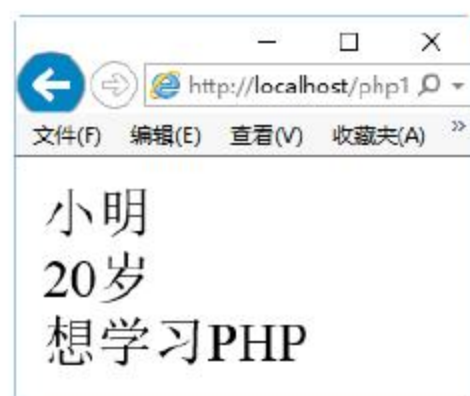 http://localhost/php1
文件(F) 编辑(E) 查看(V) 收藏夹(A) »
小明
20岁
想学习PHP